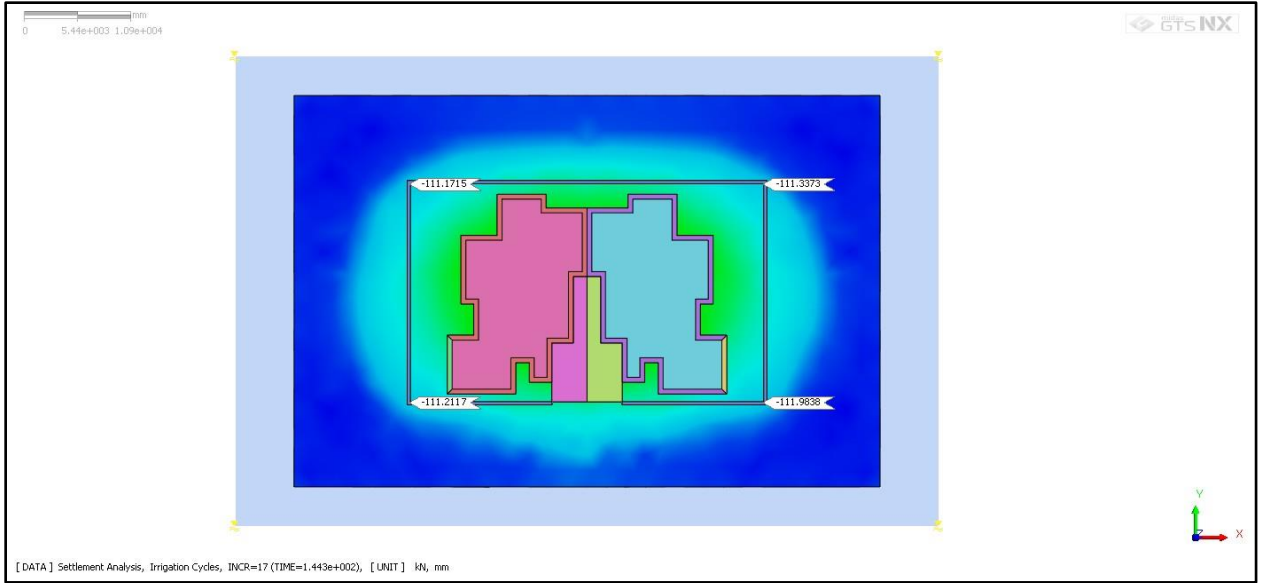 mm
0 5.44e+003 1.09e+004
midas
GTS NX
-111.1715
-111.3373
-111.2117
-111.9838
Y
Z
X
[ DATA ] Settlement Analysis, Irrigation Cycles, INCR=17 (TIME=1.443e+002), [ UNIT ] kN, mm